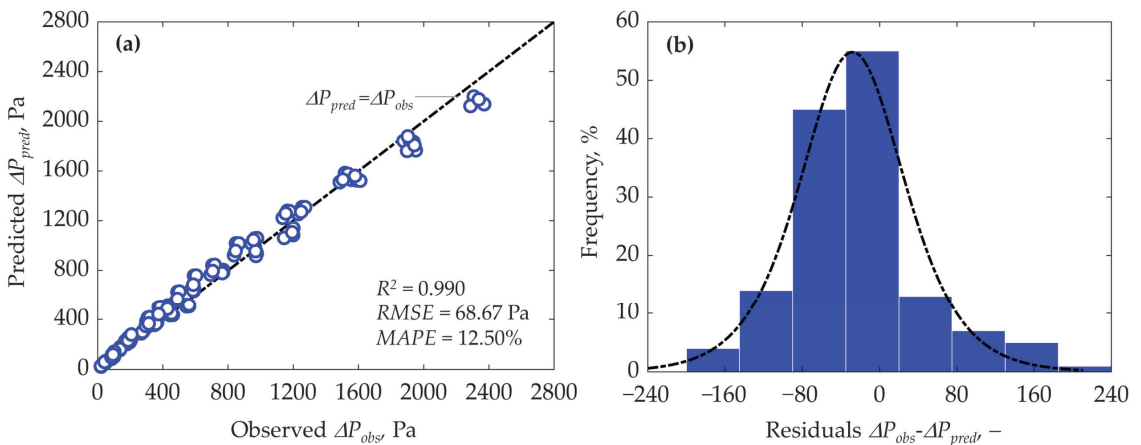 (a)
2800
2400
2000
1600
1200
800
400
0
Predicted ΔP_pred, Pa
ΔP_pred=ΔP_obs
R² = 0.990
RMSE = 68.67 Pa
MAPE = 12.50%
0 400 800 1200 1600 2000 2400 2800
Observed ΔP_obs, Pa
(b)
60
50
40
30
20
10
0
Frequency, %
−240 −160 −80 0 80 160 240
Residuals ΔP_obs-ΔP_pred, −